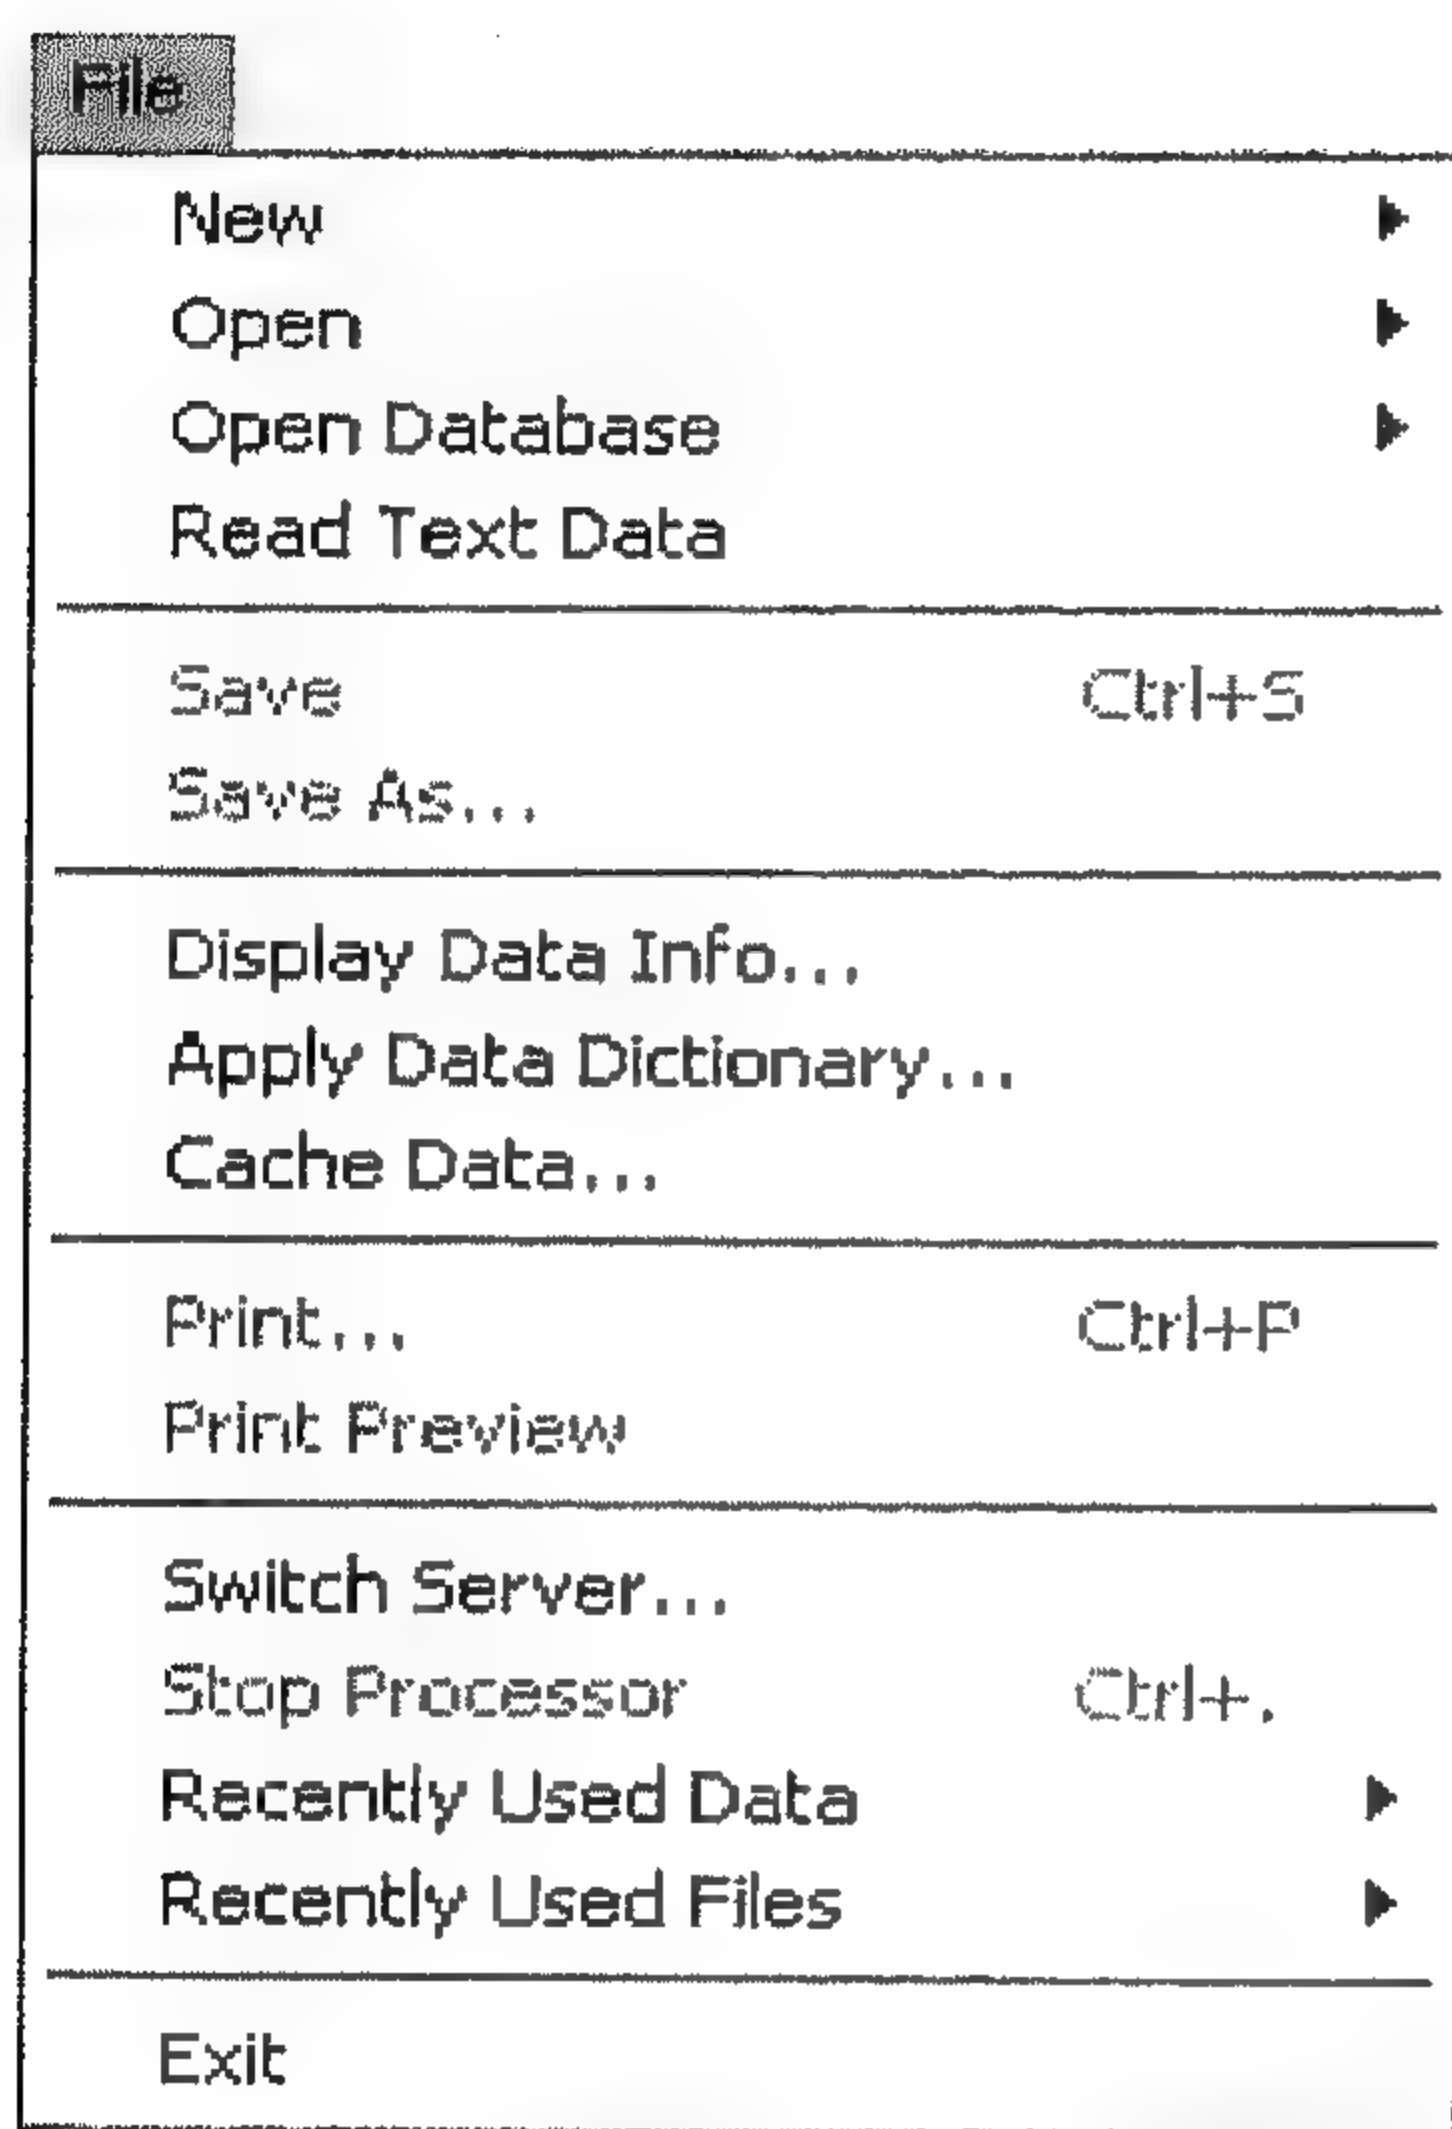 File
New
Open
Open Database
Read Text Data
Save Ctrl+S
Save As...
Display Data Info...
Apply Data Dictionary...
Cache Data...
Print... Ctrl+P
Print Preview
Switch Server...
Stop Processor Ctrl+.
Recently Used Data
Recently Used Files
Exit